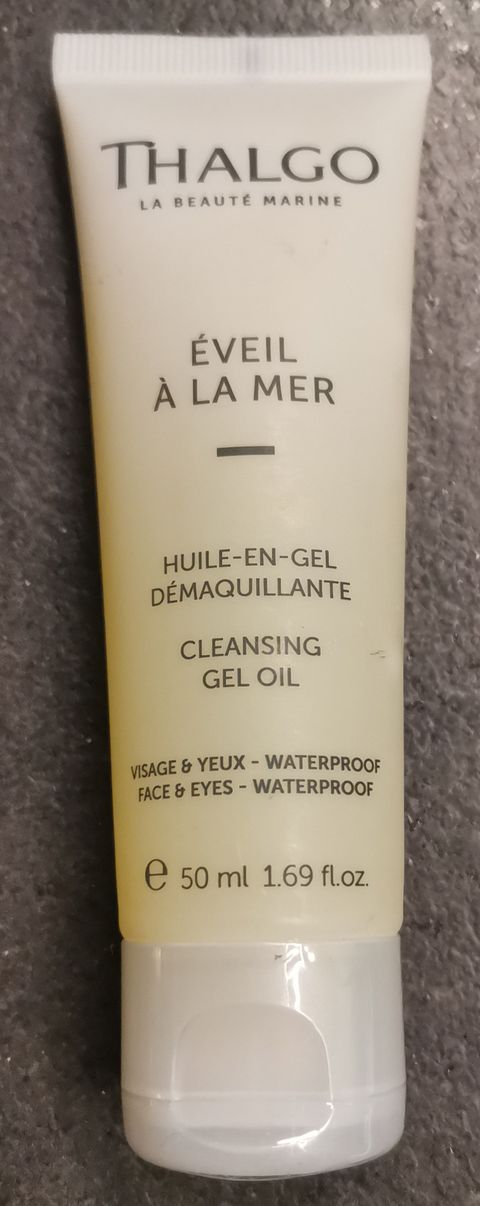 THALGO
LA BEAUTÉ MARINE
ÉVEIL
À LA MER
HUILE-EN-GEL
DÉMAQUILLANTE
CLEANSING
GEL OIL
VISAGE & YEUX - WATERPROOF
FACE & EYES - WATERPROOF
℮ 50 ml 1.69 fl.oz.